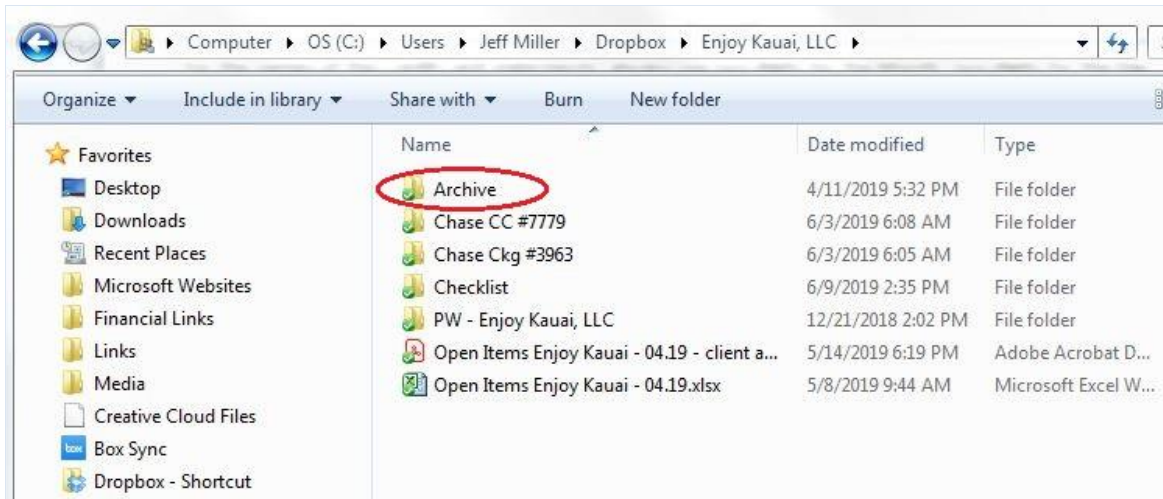 Computer ▸ OS (C:) ▸ Users ▸ Jeff Miller ▸ Dropbox ▸ Enjoy Kauai, LLC ▸
Organize ▾ Include in library ▾ Share with ▾ Burn New folder
Favorites
Desktop
Downloads
Recent Places
Microsoft Websites
Financial Links
Links
Media
Creative Cloud Files
box Box Sync
Dropbox - Shortcut
Name Date modified Type
Archive 4/11/2019 5:32 PM File folder
Chase CC #7779 6/3/2019 6:08 AM File folder
Chase Ckg #3963 6/3/2019 6:05 AM File folder
Checklist 6/9/2019 2:35 PM File folder
PW - Enjoy Kauai, LLC 12/21/2018 2:02 PM File folder
Open Items Enjoy Kauai - 04.19 - client a... 5/14/2019 6:19 PM Adobe Acrobat D...
Open Items Enjoy Kauai - 04.19.xlsx 5/8/2019 9:44 AM Microsoft Excel W...